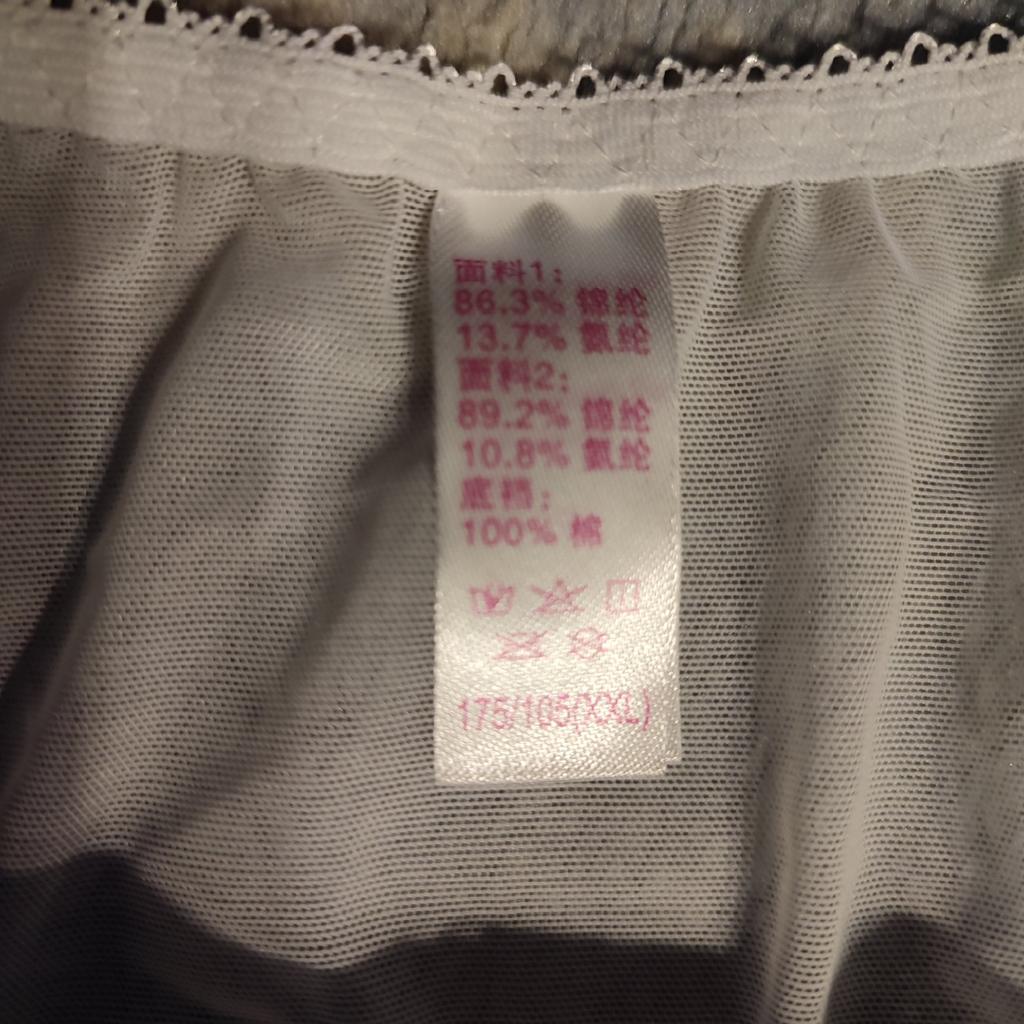 面料1:
86.3% 锦纶
13.7% 氨纶
面料2:
89.2% 锦纶
10.8% 氨纶
底裆:
100% 棉
175/105(XXL)